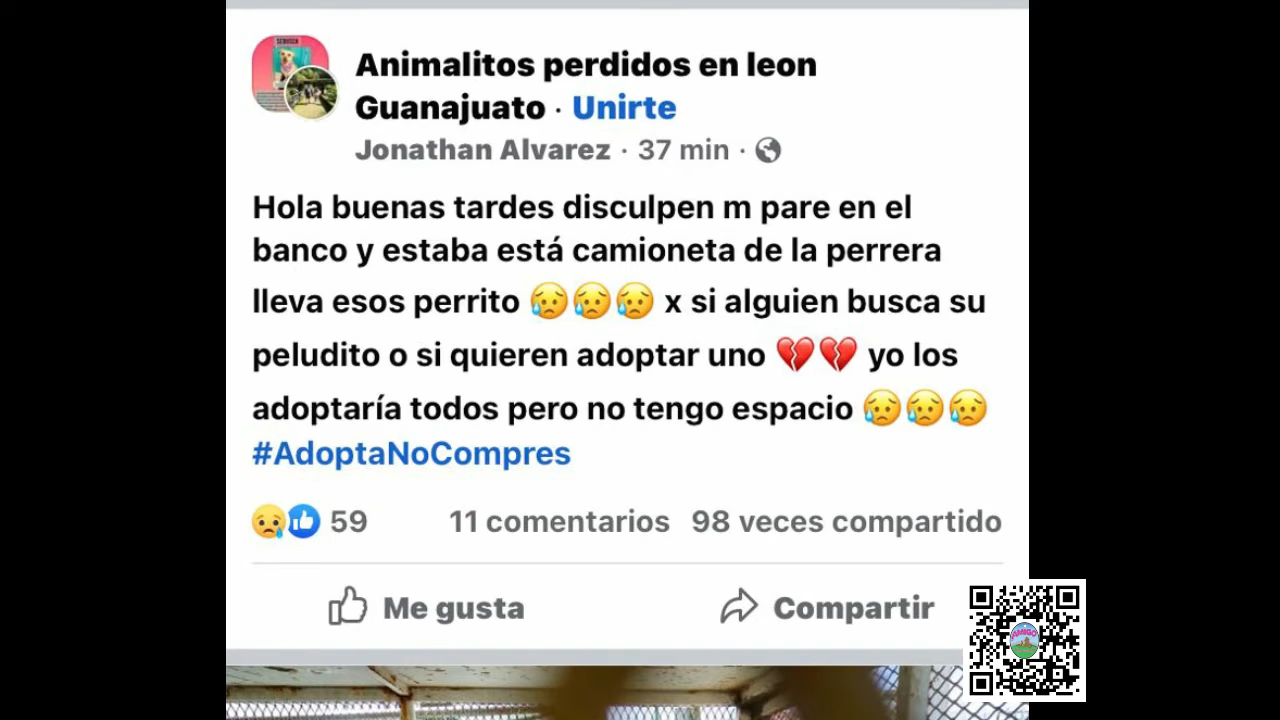 Animalitos perdidos en leon
Guanajuato · Unirte
Jonathan Alvarez · 37 min ·
Hola buenas tardes disculpen m pare en el
banco y estaba está camioneta de la perrera
lleva esos perrito 😥😥😥 x si alguien busca su
peludito o si quieren adoptar uno 💔💔 yo los
adoptaría todos pero no tengo espacio 😥😥😥
#AdoptaNoCompres
59 11 comentarios 98 veces compartido
Me gusta Compartir